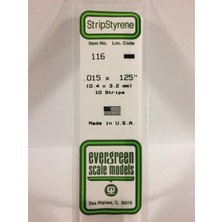 StripStyrene
Item No. Loc. Code
116
.015 x .125"
(0.4 x 3.2 mm)
10 Strips
Made in U.S.A.
evergreen
scale models
Des Plaines, IL 60018